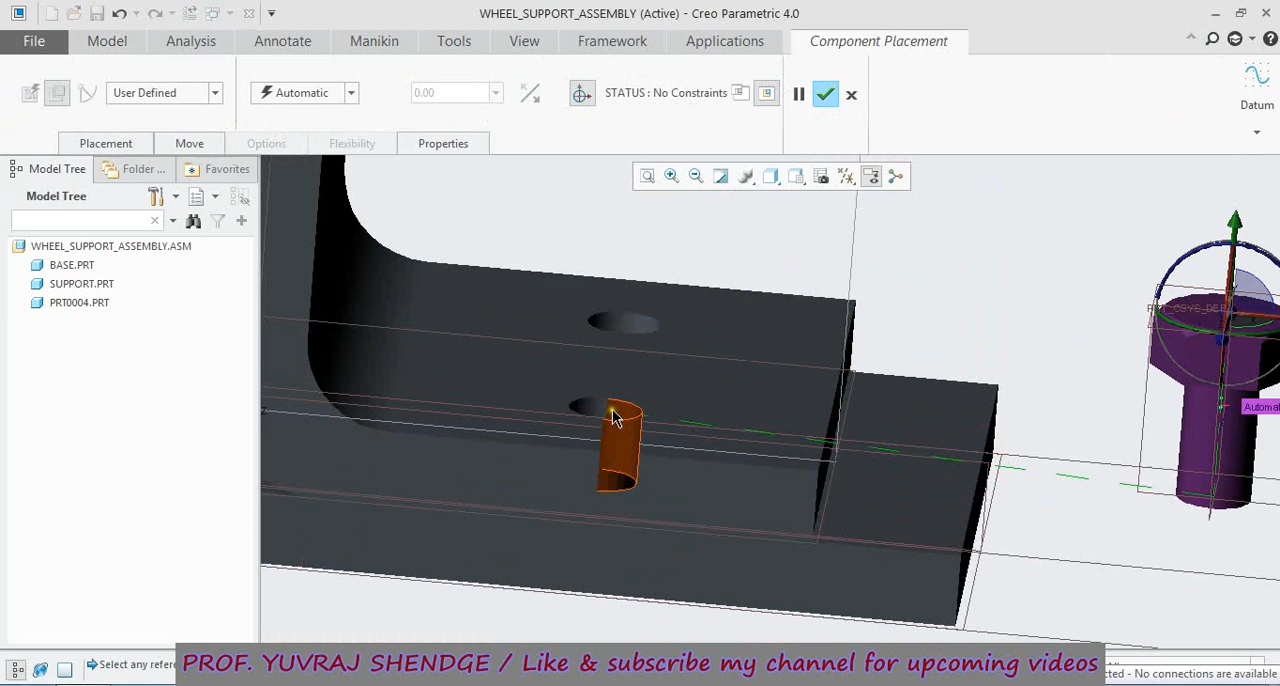 WHEEL_SUPPORT_ASSEMBLY (Active) - Creo Parametric 4.0
File Model Analysis Annotate Manikin Tools View Framework Applications Component Placement
User Defined Automatic 0.00 STATUS : No Constraints Datum
Placement Move Options Flexibility Properties
Model Tree Folder ... Favorites
Model Tree
WHEEL_SUPPORT_ASSEMBLY.ASM
BASE.PRT
SUPPORT.PRT
PRT0004.PRT
Automa
Select any refere
PROF. YUVRAJ SHENDGE / Like & subscribe my channel for upcoming videos
cted - No connections are available